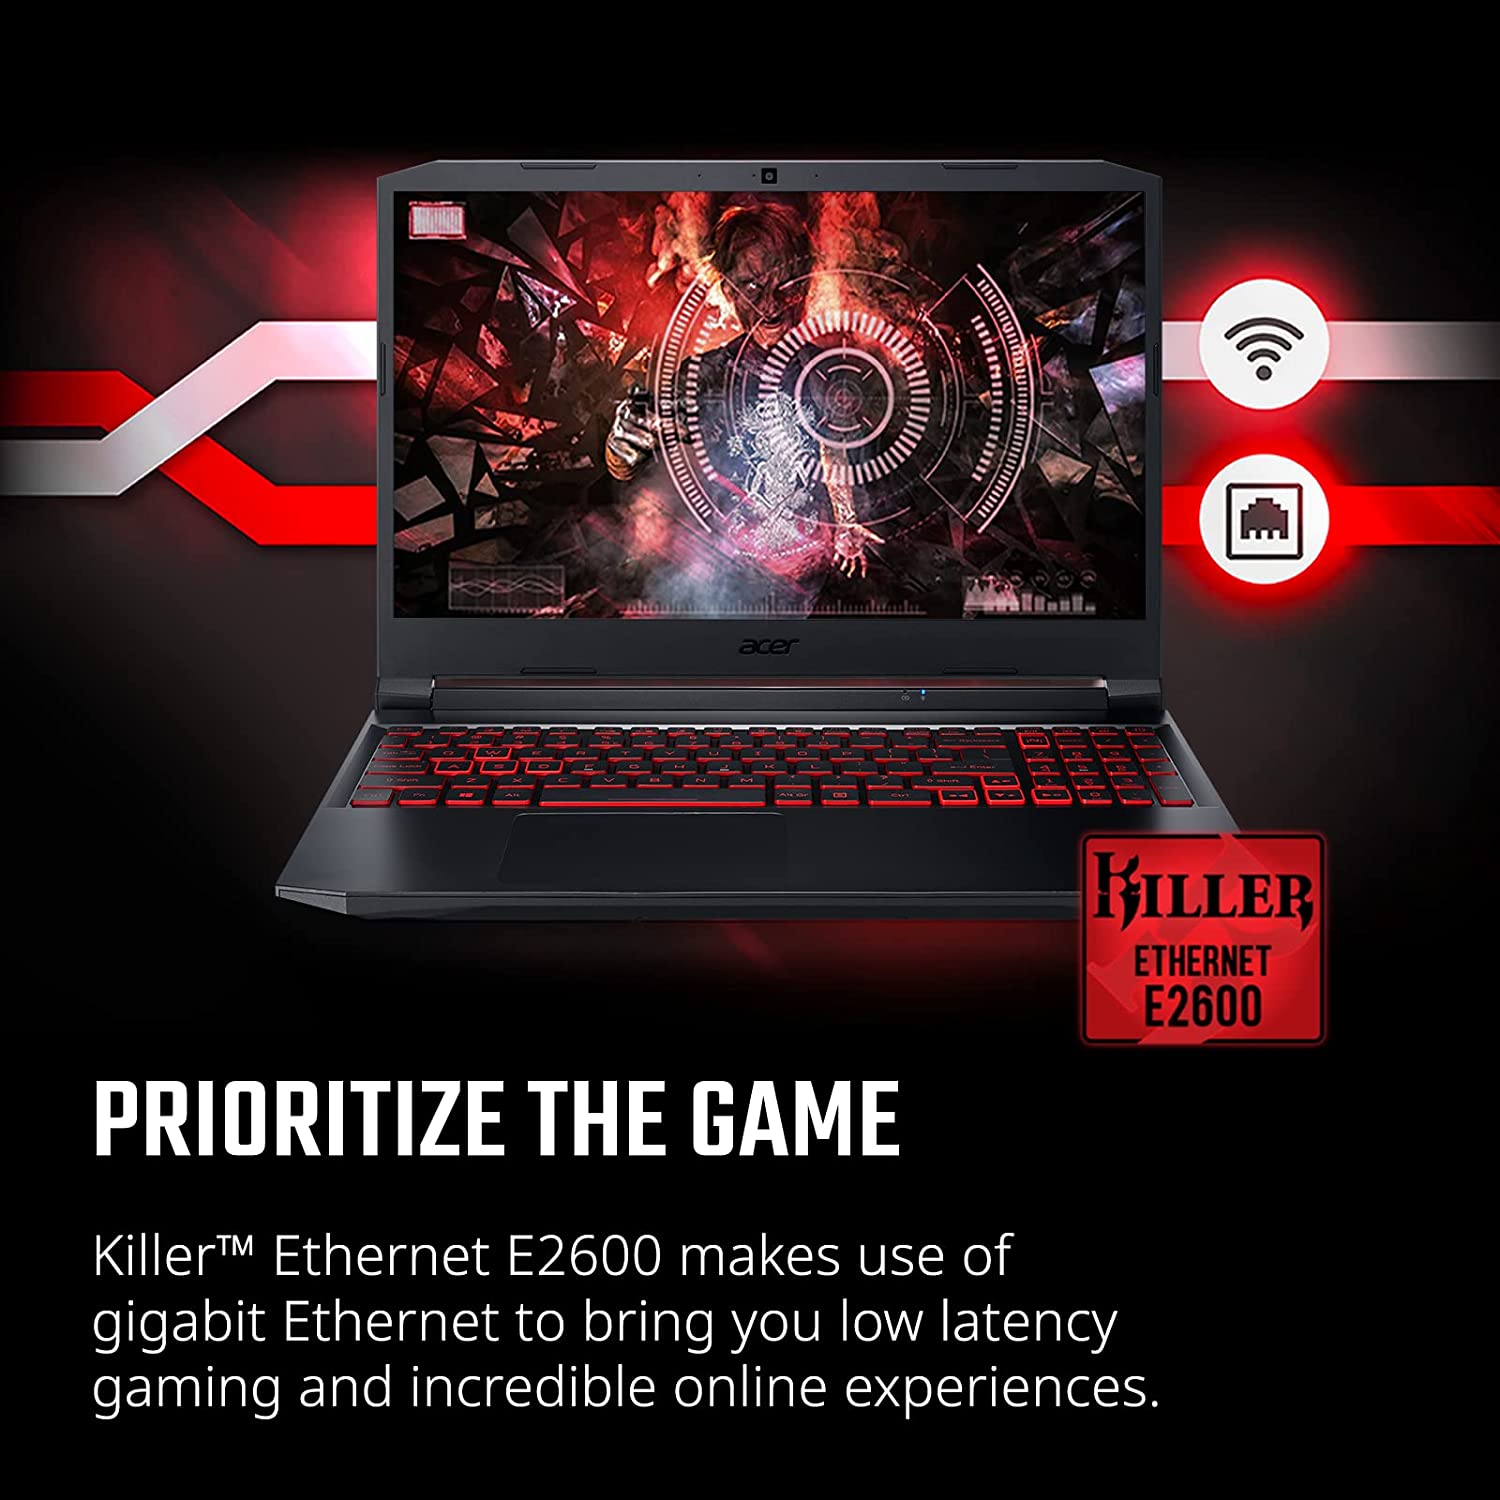 acer
KILLER
ETHERNET
E2600
PRIORITIZE THE GAME
Killer™ Ethernet E2600 makes use of
gigabit Ethernet to bring you low latency
gaming and incredible online experiences.